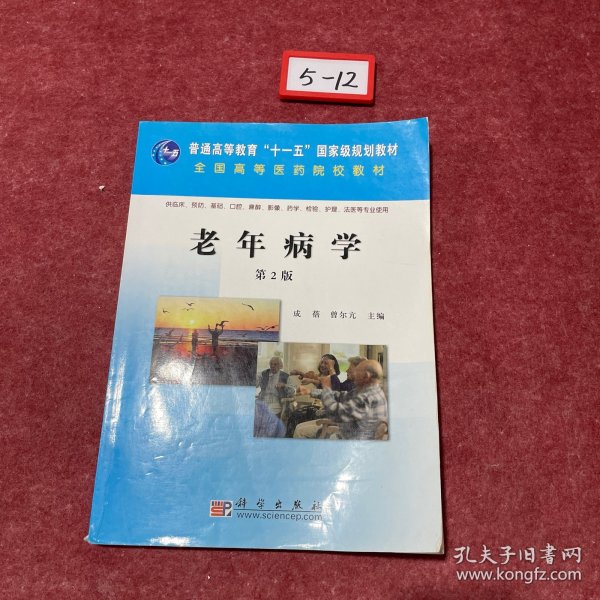 5-12
十一五
普通高等教育“十一五”国家级规划教材
全国高等医药院校教材
供临床、预防、基础、口腔、麻醉、影像、药学、检验、护理、法医等专业使用
老年病学
第2版
成蓓 曾尔亢 主编
科学出版社
www.sciencep.com
孔夫子旧书网
www.kongfz.com